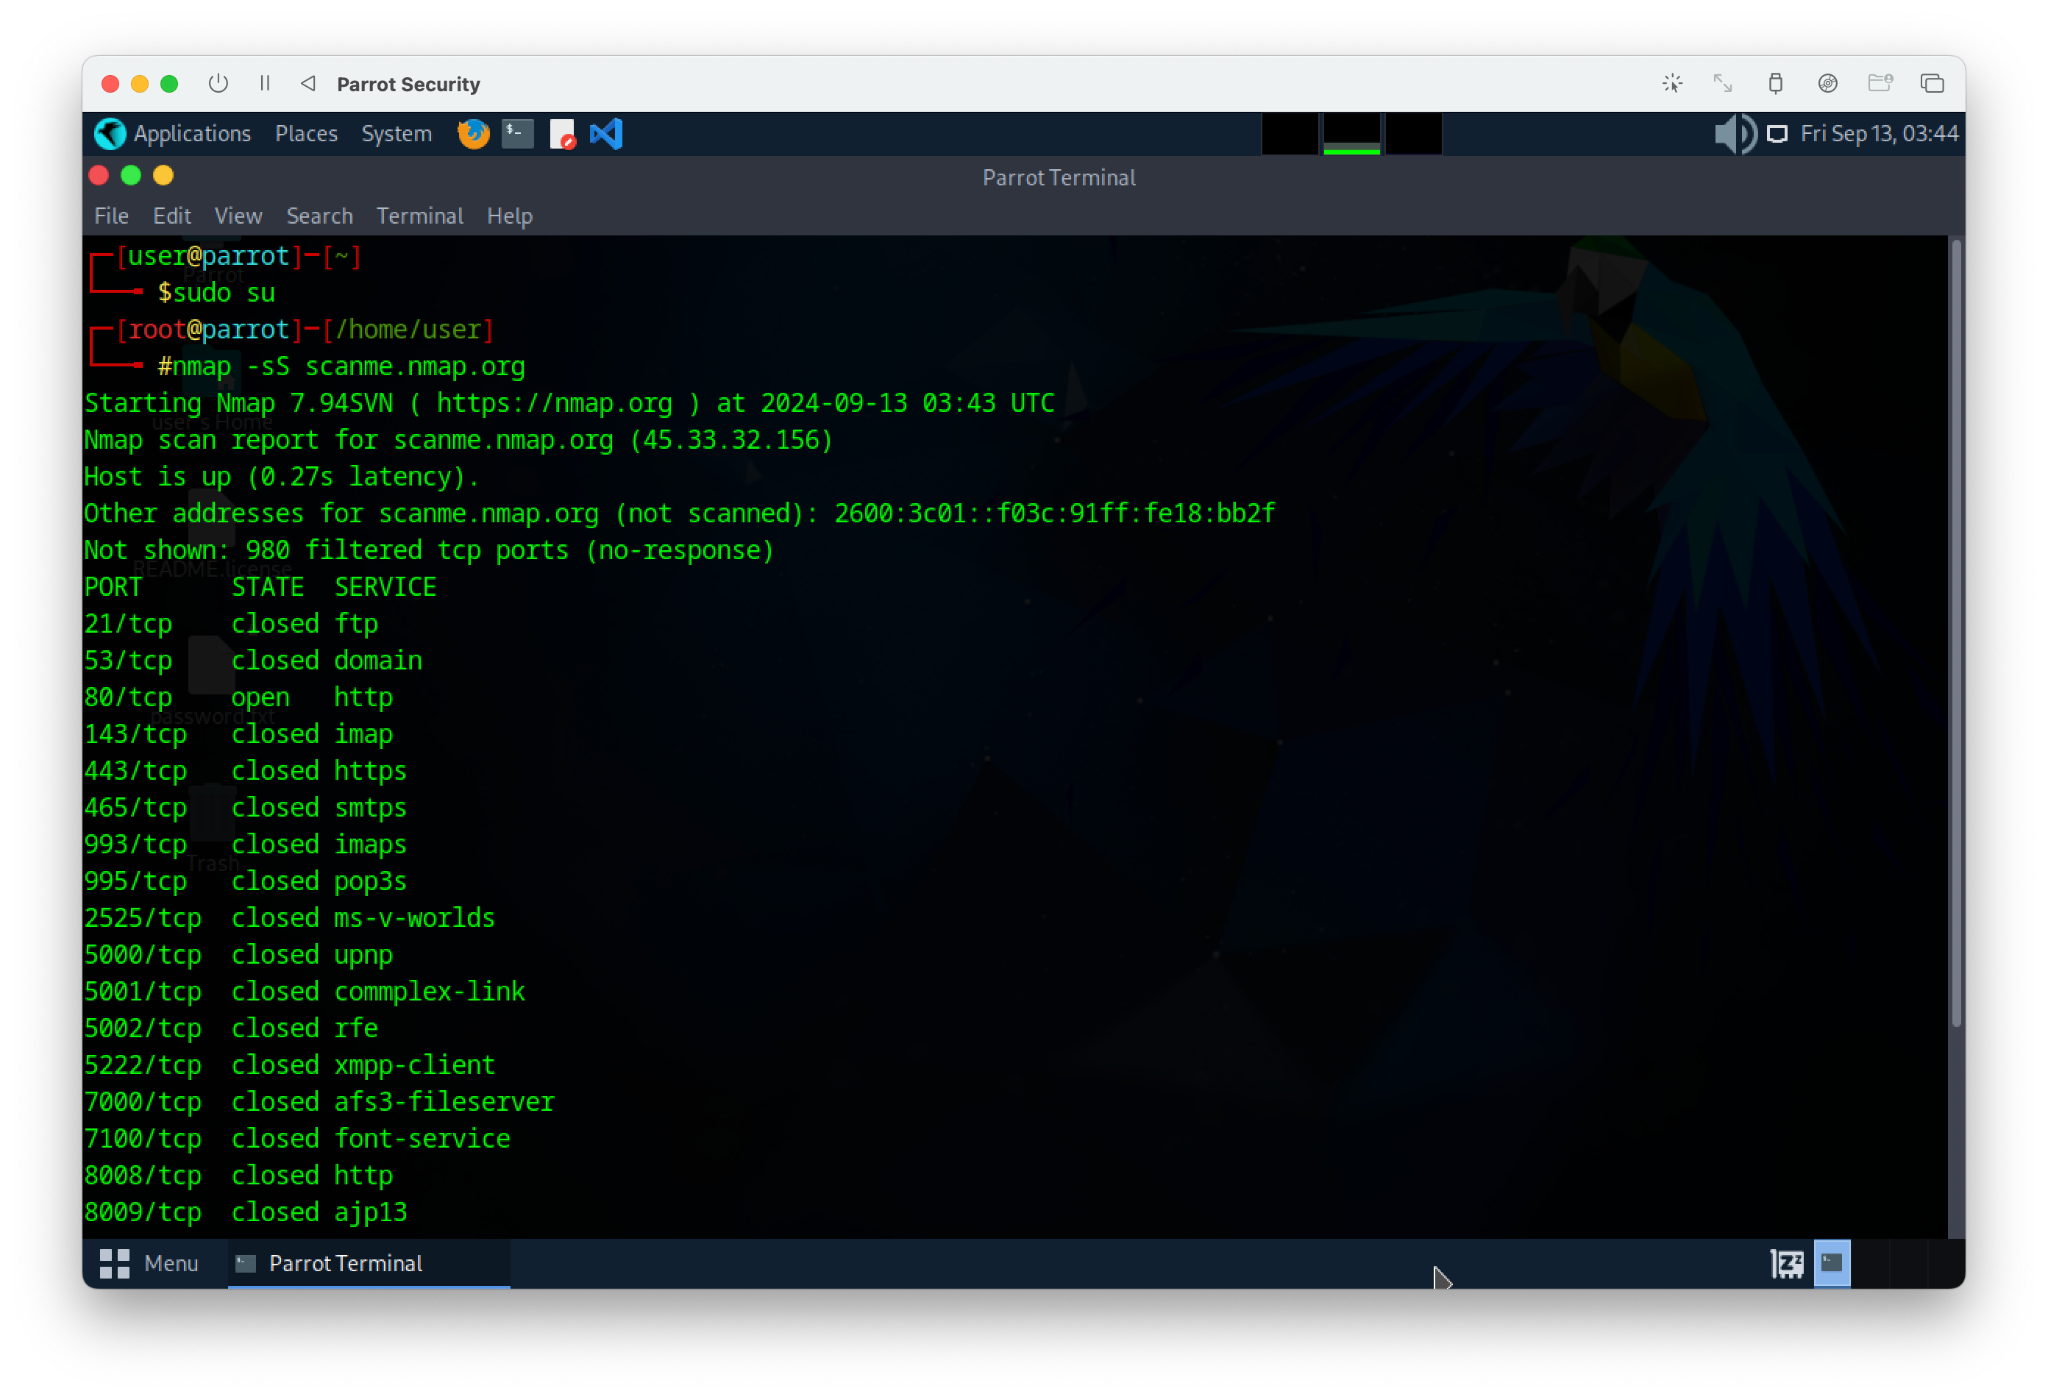 Parrot Security
Applications Places System Fri Sep 13, 03:44
Parrot Terminal
File Edit View Search Terminal Help
┌─[user@parrot]─[~]
└──╼ $sudo su
┌─[root@parrot]─[/home/user]
└──╼ #nmap -sS scanme.nmap.org
Starting Nmap 7.94SVN ( https://nmap.org ) at 2024-09-13 03:43 UTC
Nmap scan report for scanme.nmap.org (45.33.32.156)
Host is up (0.27s latency).
Other addresses for scanme.nmap.org (not scanned): 2600:3c01::f03c:91ff:fe18:bb2f
Not shown: 980 filtered tcp ports (no-response)
PORT STATE SERVICE
21/tcp closed ftp
53/tcp closed domain
80/tcp open http
143/tcp closed imap
443/tcp closed https
465/tcp closed smtps
993/tcp closed imaps
995/tcp closed pop3s
2525/tcp closed ms-v-worlds
5000/tcp closed upnp
5001/tcp closed commplex-link
5002/tcp closed rfe
5222/tcp closed xmpp-client
7000/tcp closed afs3-fileserver
7100/tcp closed font-service
8008/tcp closed http
8009/tcp closed ajp13
Parrot
user's Home
README.license
password.txt
Trash
Menu Parrot Terminal